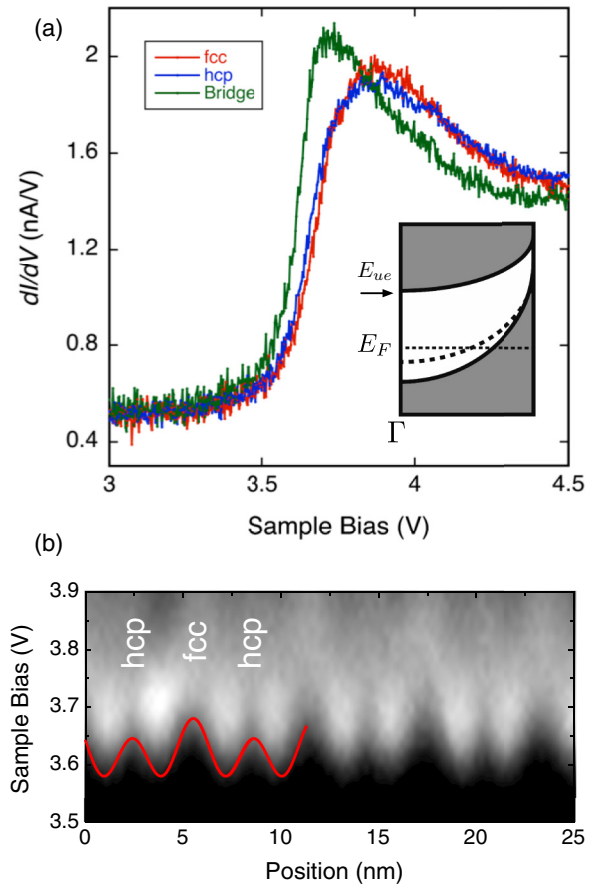 (a)
2
1.6
1.2
0.8
0.4
dI/dV (nA/V)
fcc
hcp
Bridge
E_ue
E_F
Γ
3
3.5
4
4.5
Sample Bias (V)
(b)
3.9
3.8
3.7
3.6
3.5
Sample Bias (V)
hcp
fcc
hcp
0
5
10
15
20
25
Position (nm)